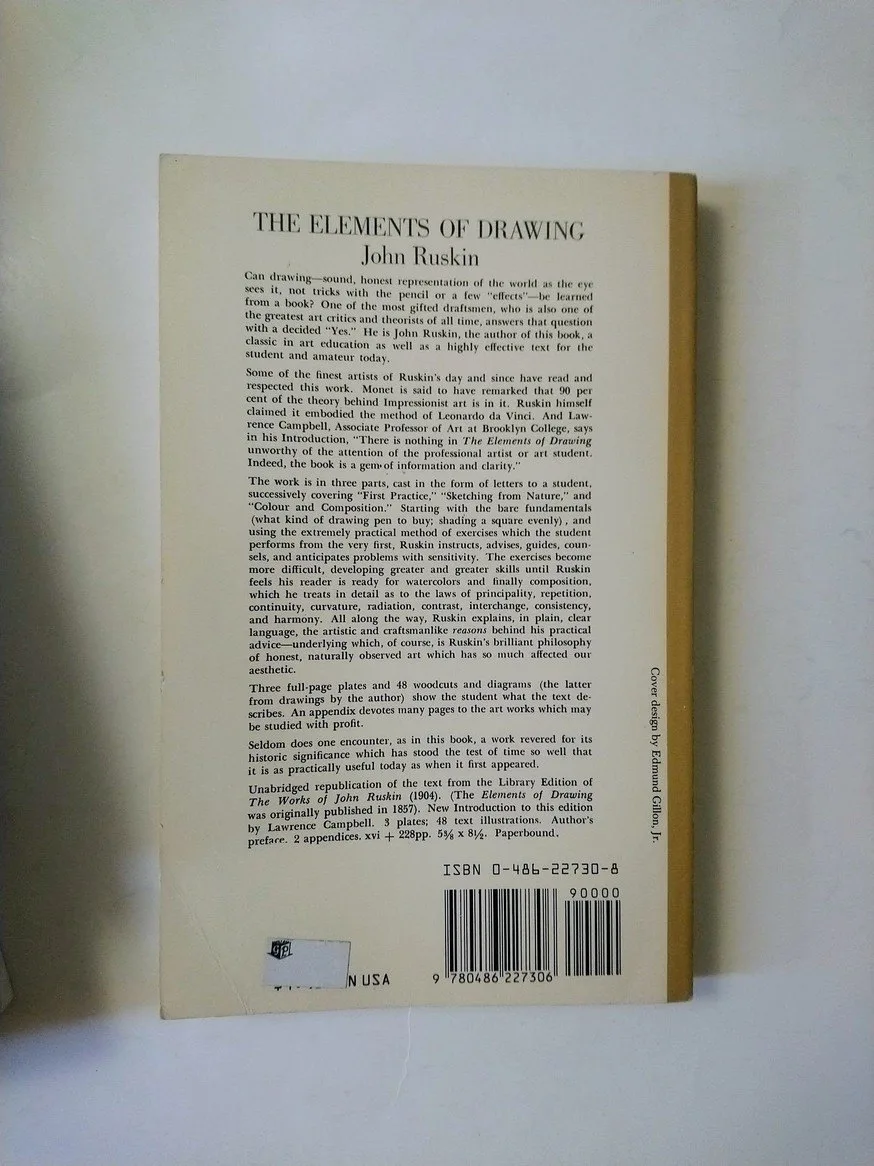 THE ELEMENTS OF DRAWING
John Ruskin
Can drawing—sound, honest representation of the world as the eye
sees it, not tricks with the pencil or a few "effects"—be learned
from a book? One of the most gifted draftsmen, who is also one of
the greatest art critics and theorists of all time, answers that question
with a decided "Yes." He is John Ruskin, the author of this book, a
classic in art education as well as a highly effective text for the
student and amateur today.
Some of the finest artists of Ruskin's day and since have read and
respected this work. Monet is said to have remarked that 90 per
cent of the theory behind Impressionist art is in it. Ruskin himself
claimed it embodied the method of Leonardo da Vinci. And Law-
rence Campbell, Associate Professor of Art at Brooklyn College, says
in his Introduction, "There is nothing in The Elements of Drawing
unworthy of the attention of the professional artist or art student.
Indeed, the book is a gem of information and clarity."
The work is in three parts, cast in the form of letters to a student,
successively covering "First Practice," "Sketching from Nature," and
"Colour and Composition." Starting with the bare fundamentals
(what kind of drawing pen to buy; shading a square evenly), and
using the extremely practical method of exercises which the student
performs from the very first, Ruskin instructs, advises, guides, coun-
sels, and anticipates problems with sensitivity. The exercises become
more difficult, developing greater and greater skills until Ruskin
feels his reader is ready for watercolors and finally composition,
which he treats in detail as to the laws of principality, repetition,
continuity, curvature, radiation, contrast, interchange, consistency,
and harmony. All along the way, Ruskin explains, in plain, clear
language, the artistic and craftsmanlike reasons behind his practical
advice—underlying which, of course, is Ruskin's brilliant philosophy
of honest, naturally observed art which has so much affected our
aesthetic.
Three full-page plates and 48 woodcuts and diagrams (the latter
from drawings by the author) show the student what the text de-
scribes. An appendix devotes many pages to the art works which may
be studied with profit.
Seldom does one encounter, as in this book, a work revered for its
historic significance which has stood the test of time so well that
it is as practically useful today as when it first appeared.
Unabridged republication of the text from the Library Edition of
The Works of John Ruskin (1904). (The Elements of Drawing
was originally published in 1857). New Introduction to this edition
by Lawrence Campbell. 3 plates; 48 text illustrations. Author's
preface. 2 appendices. xvi + 228pp. 5⅜ x 8½. Paperbound.
Cover design by Edmund Gillon, Jr.
ISBN 0-486-22730-8
90000
9 780486 227306
N USA